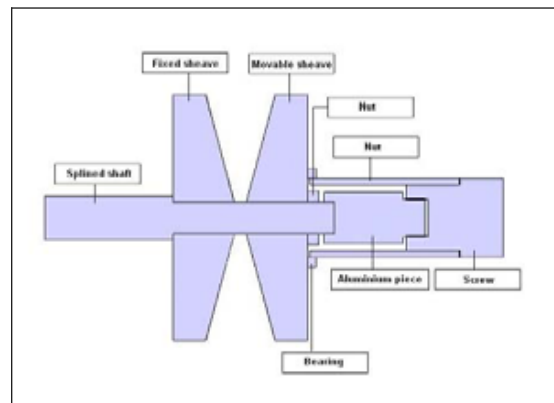 Fixed sheave
Movable sheave
Nut
Nut
Splined shaft
Aluminium piece
Screw
Bearing